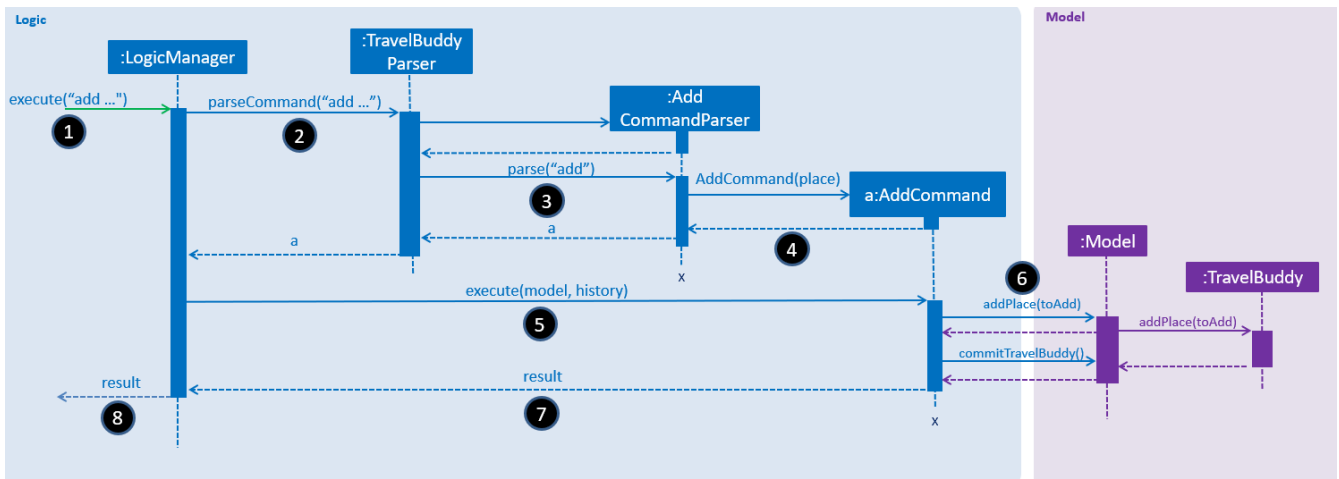 Logic
Model
:LogicManager
:TravelBuddy
Parser
execute(“add ...")
parseCommand(“add ...”)
:Add
CommandParser
1
2
parse(“add”)
3
AddCommand(place)
a:AddCommand
a
a
4
:Model
:TravelBuddy
x
6
execute(model, history)
5
addPlace(toAdd)
addPlace(toAdd)
commitTravelBuddy()
result
result
8
7
x